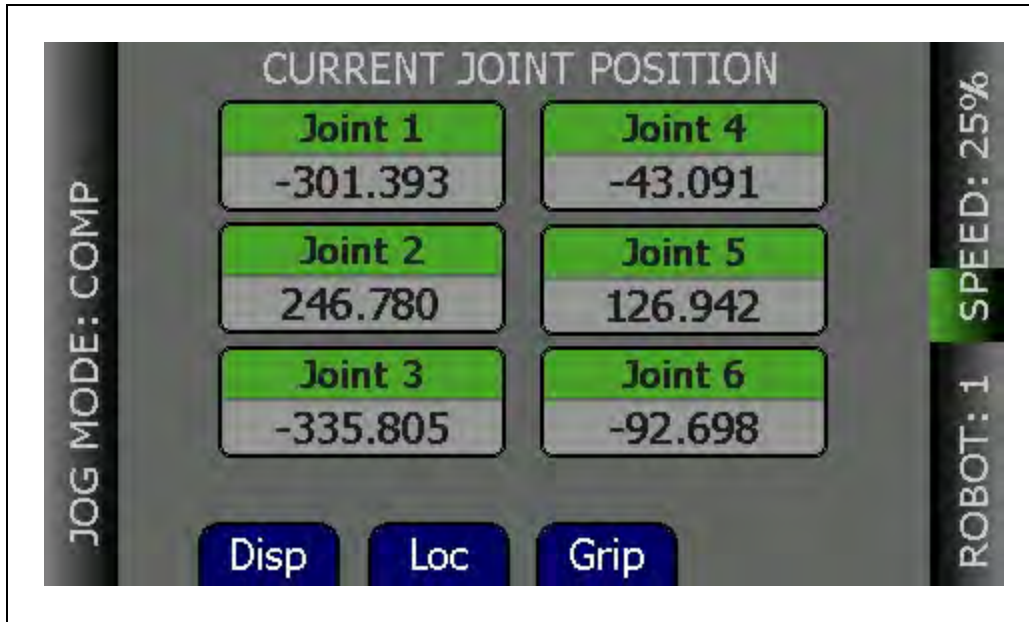 CURRENT JOINT POSITION
Joint 1
-301.393
Joint 4
-43.091
Joint 2
246.780
Joint 5
126.942
Joint 3
-335.805
Joint 6
-92.698
Disp
Loc
Grip
JOG MODE: COMP
SPEED: 25%
ROBOT: 1